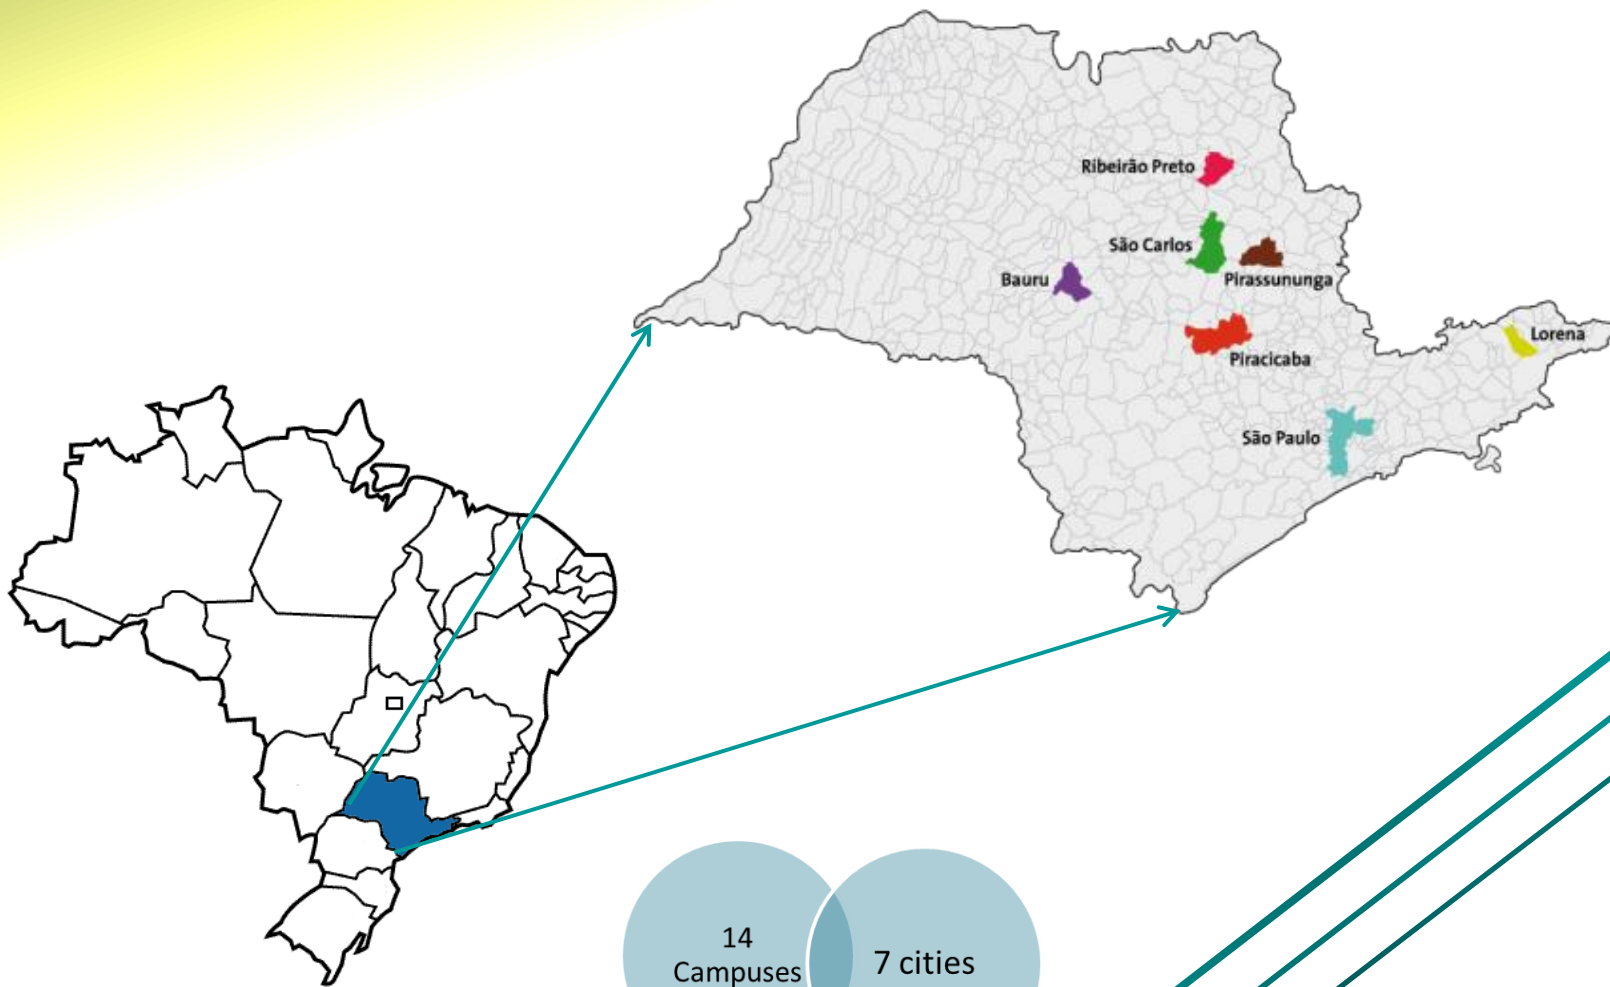 Ribeirão Preto
São Carlos
Pirassununga
Bauru
Piracicaba
Lorena
São Paulo
14
Campuses
7 cities